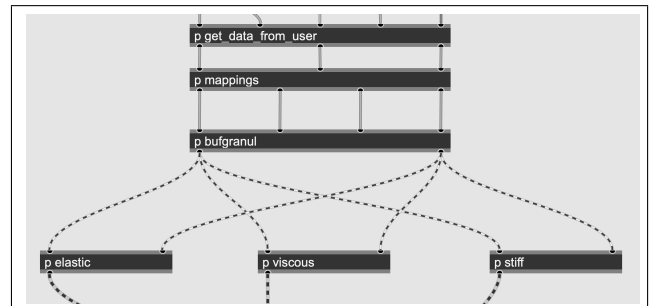 p get_data_from_user
p mappings
p bufgranul
p elastic
p viscous
p stiff